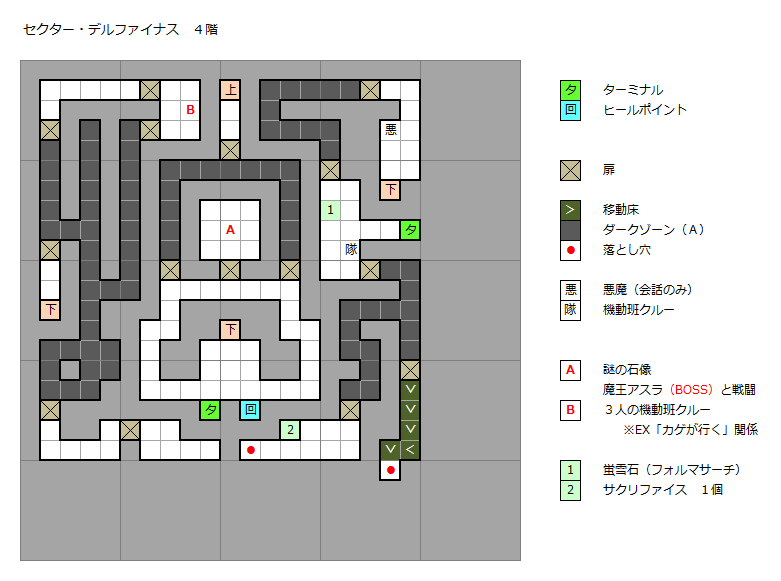 セクター・デルファイナス　４階
上
B
悪
下
1
A
タ
隊
下
下
タ
回
2
∨
∨
∨
∨
＜
タ　ターミナル
回　ヒールポイント
扉
＞　移動床
ダークゾーン（Ａ）
落とし穴
悪　悪魔（会話のみ）
隊　機動班クルー
A　謎の石像
魔王アスラ（BOSS）と戦闘
B　３人の機動班クルー
※EX「カゲが行く」関係
1　蛍雪石（フォルマサーチ）
2　サクリファイス　１個